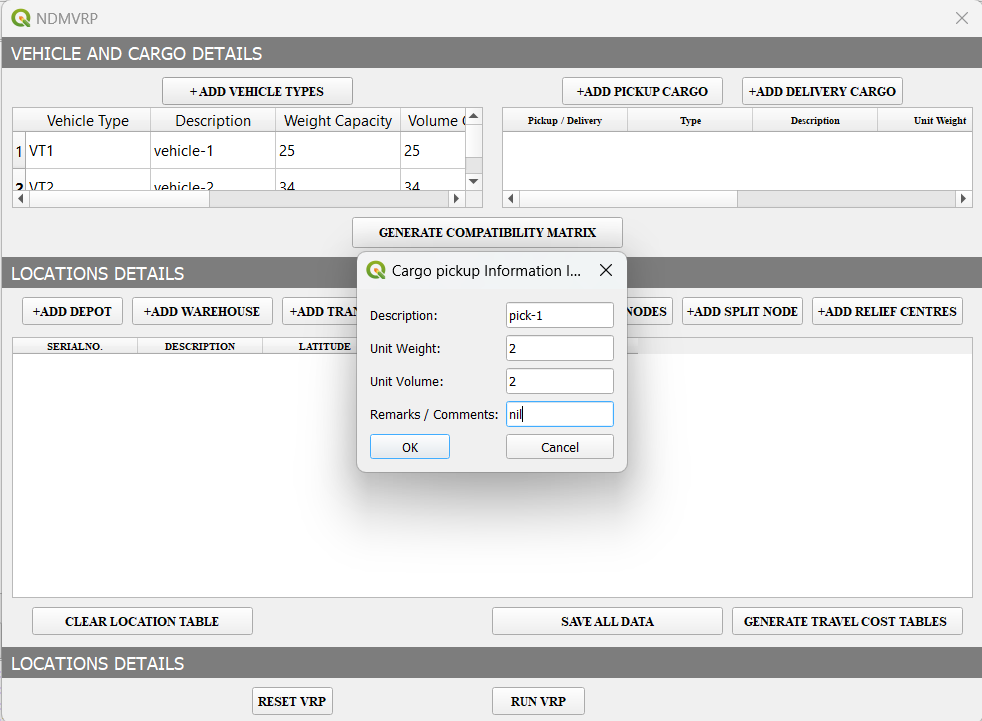 NDMVRP
VEHICLE AND CARGO DETAILS
+ADD VEHICLE TYPES
+ADD PICKUP CARGO
+ADD DELIVERY CARGO
Vehicle Type Description Weight Capacity Volume C
1 VT1 vehicle-1 25 25
2 VT2 vehicle-2 34 34
Pickup / Delivery Type Description Unit Weight
GENERATE COMPATIBILITY MATRIX
LOCATIONS DETAILS
+ADD DEPOT
+ADD WAREHOUSE
+ADD TRAN
NODES
+ADD SPLIT NODE
+ADD RELIEF CENTRES
SERIALNO. DESCRIPTION LATITUDE
Cargo pickup Information I...
Description: pick-1
Unit Weight: 2
Unit Volume: 2
Remarks / Comments: nil
OK Cancel
CLEAR LOCATION TABLE
SAVE ALL DATA
GENERATE TRAVEL COST TABLES
LOCATIONS DETAILS
RESET VRP
RUN VRP